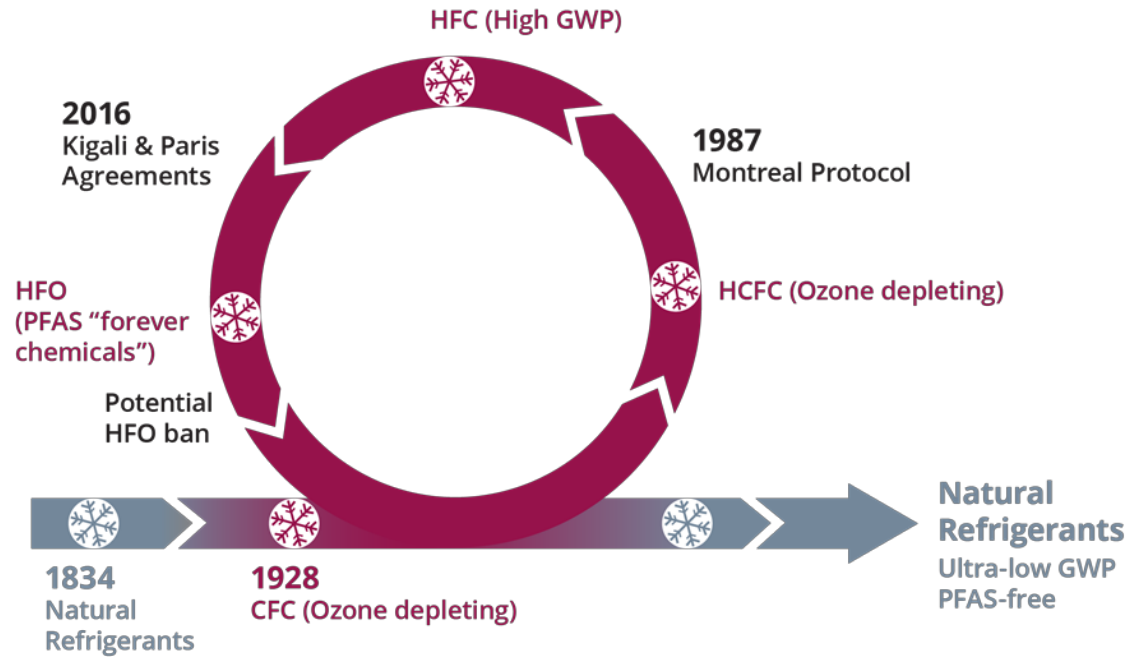 HFC (High GWP)
2016
Kigali & Paris
Agreements
1987
Montreal Protocol
HFO
(PFAS “forever
chemicals”)
HCFC (Ozone depleting)
Potential
HFO ban
Natural
Refrigerants
Ultra-low GWP
PFAS-free
1834
Natural
Refrigerants
1928
CFC (Ozone depleting)